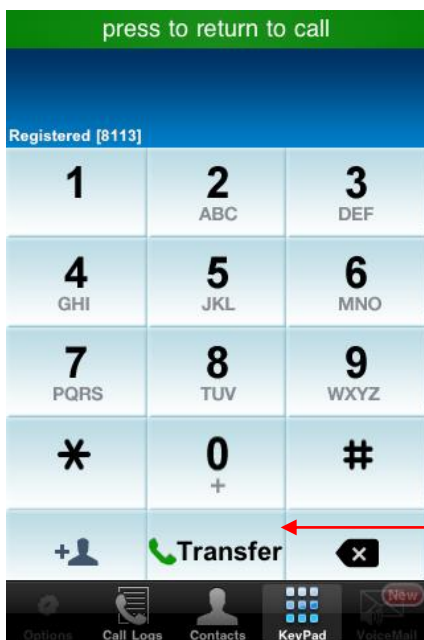 press to return to call
Registered [8113]
1 2 3
ABC DEF
4 5 6
GHI JKL MNO
7 8 9
PQRS TUV WXYZ
* 0 #
+
+ Transfer ×
New
Options Call Logs Contacts KeyPad VoiceMail